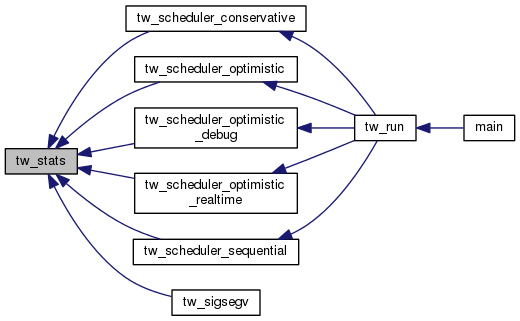 tw_scheduler_conservative
tw_scheduler_optimistic
tw_scheduler_optimistic
_debug
tw_run
main
tw_stats
tw_scheduler_optimistic
_realtime
tw_scheduler_sequential
tw_sigsegv